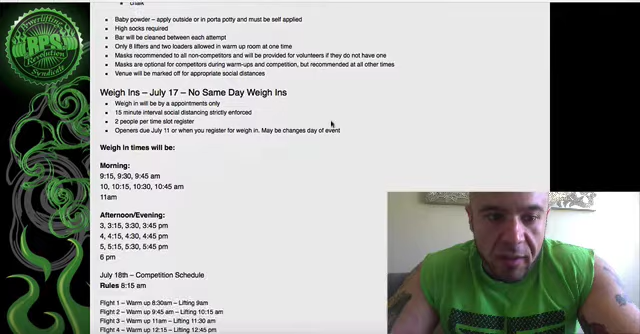 Powerlifting
RPS
Revolution
Syndicate
chalk
Baby powder – apply outside or in porta potty and must be self applied
High socks required
Bar will be cleaned between each attempt
Only 8 lifters and two loaders allowed in warm up room at one time
Masks recommended to all non-competitors and will be provided for volunteers if they do not have one
Masks are optional for competitors during warm-ups and competition, but recommended at all other times
Venue will be marked off for appropriate social distances
Weigh Ins – July 17 – No Same Day Weigh Ins
Weigh in will be by a appointments only
15 minute interval social distancing strictly enforced
2 people per time slot register
Openers due July 11 or when you register for weigh in. May be changes day of event
Weigh In times will be:
Morning:
9:15, 9:30, 9:45 am
10, 10:15, 10:30, 10:45 am
11am
Afternoon/Evening:
3, 3:15, 3:30, 3:45 pm
4, 4:15, 4:30, 4:45 pm
5, 5:15, 5:30, 5:45 pm
6 pm
July 18th – Competition Schedule
Rules 8:15 am
Flight 1 – Warm up 8:30am – Lifting 9am
Flight 2 – Warm up 9:45 am – Lifting 10:15 am
Flight 3 – Warm up 11am – Lifting 11:30 am
Flight 4 – Warm up 12:15 – Lifting 12:45 pm